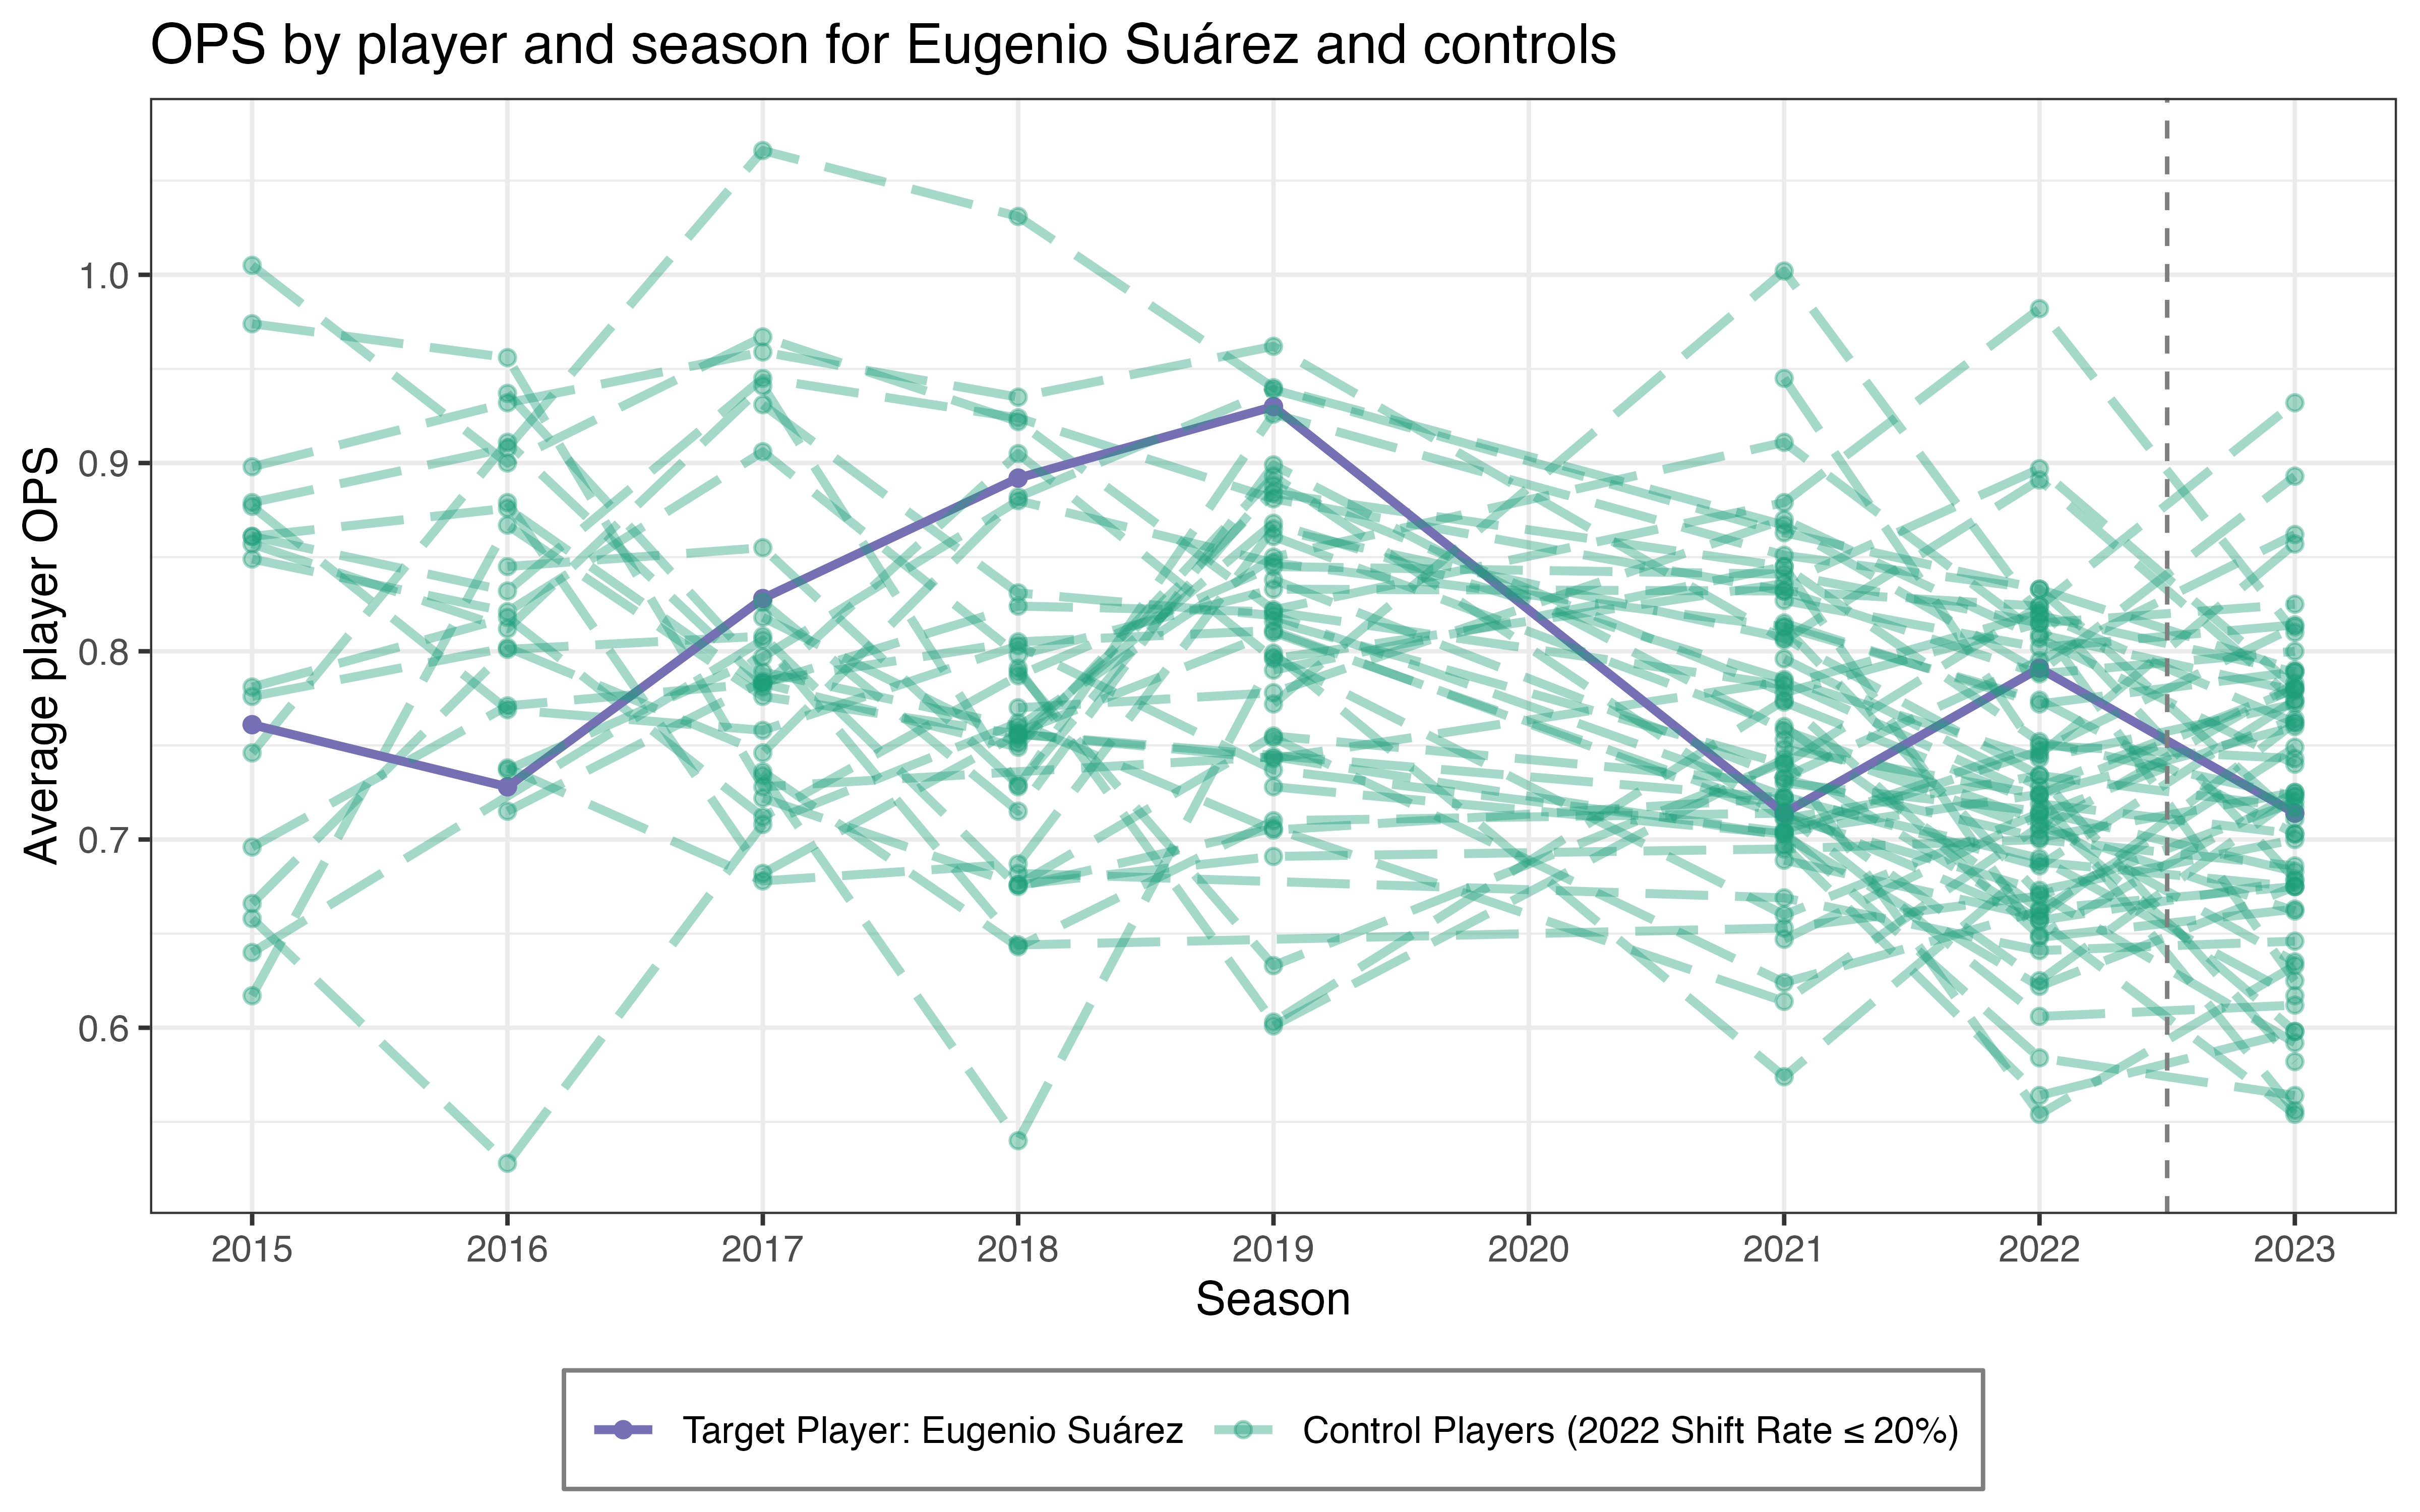 OPS by player and season for Eugenio Suárez and controls
Average player OPS
1.0
0.9
0.8
0.7
0.6
2015 2016 2017 2018 2019 2020 2021 2022 2023
Season
Target Player: Eugenio Suárez Control Players (2022 Shift Rate ≤ 20%)